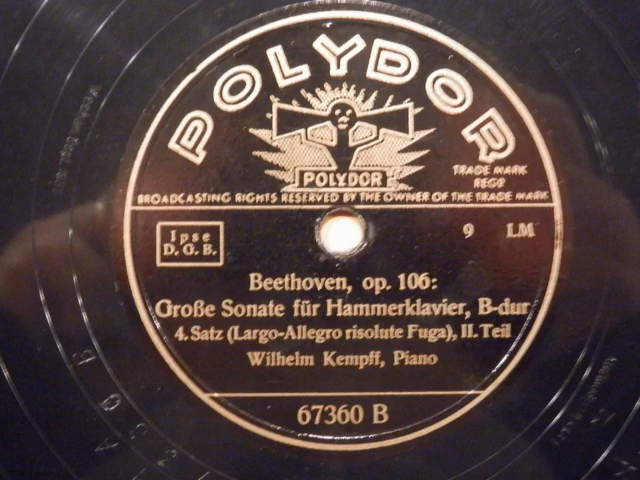 POLYDOR
POLYDOR
TRADE MARK
REGD
BROADCASTING RIGHTS RESERVED BY THE OWNER OF THE TRADE MARK
Ipse
D. G. B.
9 LM
Beethoven, op. 106:
Große Sonate für Hammerklavier, B-dur
4. Satz (Largo-Allegro risolute Fuga), II. Teil
Wilhelm Kempff, Piano
67360 B